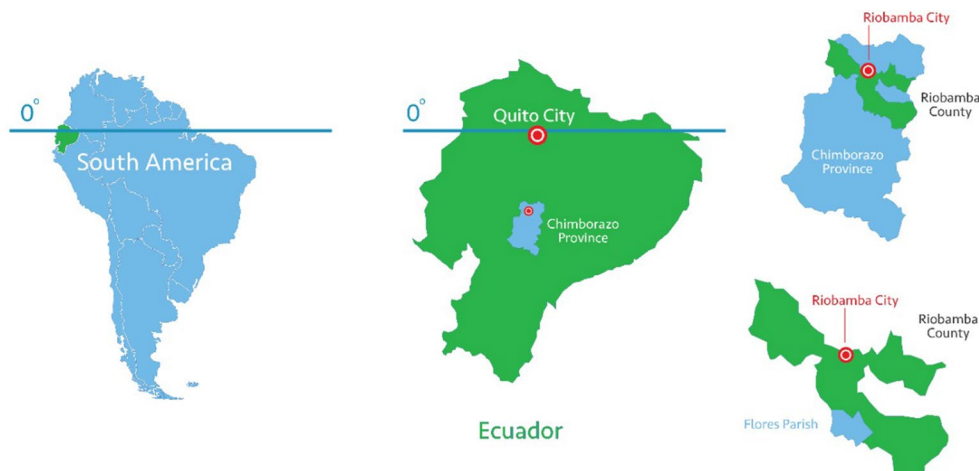 0°
South America
0°
Quito City
Chimborazo
Province
Ecuador
Riobamba City
Riobamba
County
Chimborazo
Province
Riobamba City
Riobamba
County
Flores Parish